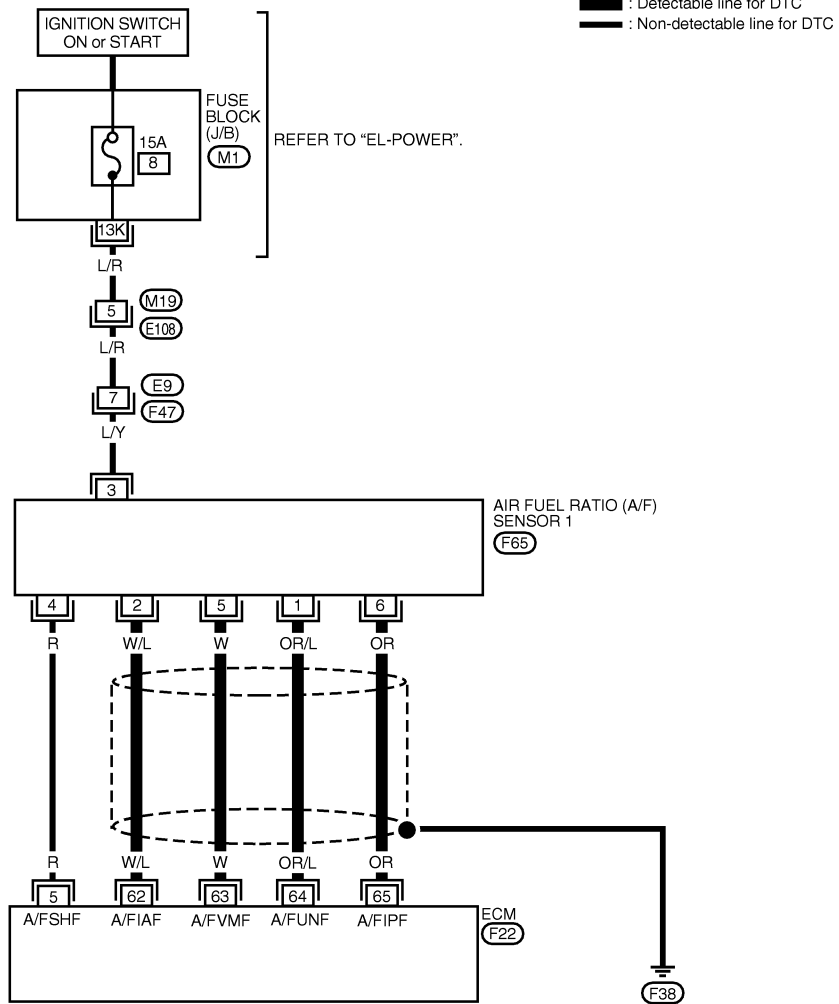 : Detectable line for DTC
: Non-detectable line for DTC
IGNITION SWITCH
ON or START
FUSE
BLOCK
(J/B)
M1
15A
8
REFER TO “EL-POWER”.
13K
L/R
5
M19
E108
L/R
7
E9
F47
L/Y
3
AIR FUEL RATIO (A/F)
SENSOR 1
F65
4 2 5 1 6
R W/L W OR/L OR
R W/L W OR/L OR
5 62 63 64 65
A/FSHF A/FIAF A/FVMF A/FUNF A/FIPF
ECM
F22
F38